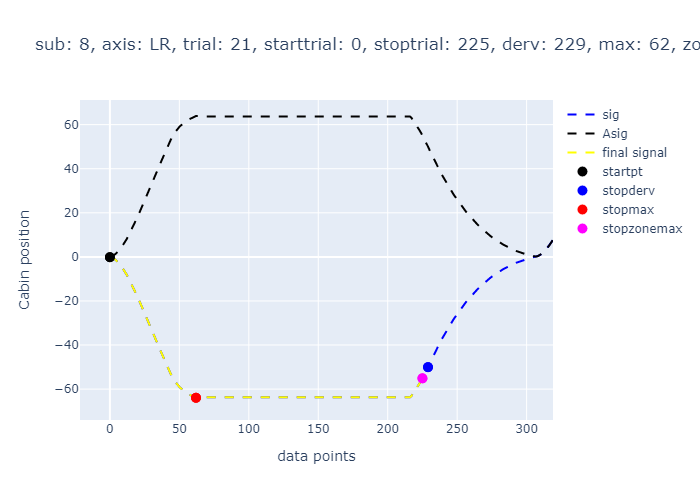 sub: 8, axis: LR, trial: 21, starttrial: 0, stoptrial: 225, derv: 229, max: 62, zo
sig
Asig
final signal
startpt
stopderv
stopmax
stopzonemax
60
40
20
0
−20
−40
−60
Cabin position
0 50 100 150 200 250 300
data points